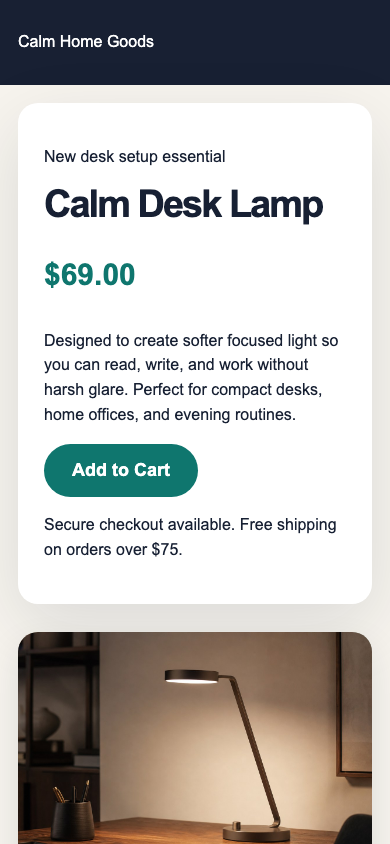 Calm Home Goods
New desk setup essential
Calm Desk Lamp
$69.00
Designed to create softer focused light so
you can read, write, and work without
harsh glare. Perfect for compact desks,
home offices, and evening routines.
Add to Cart
Secure checkout available. Free shipping
on orders over $75.